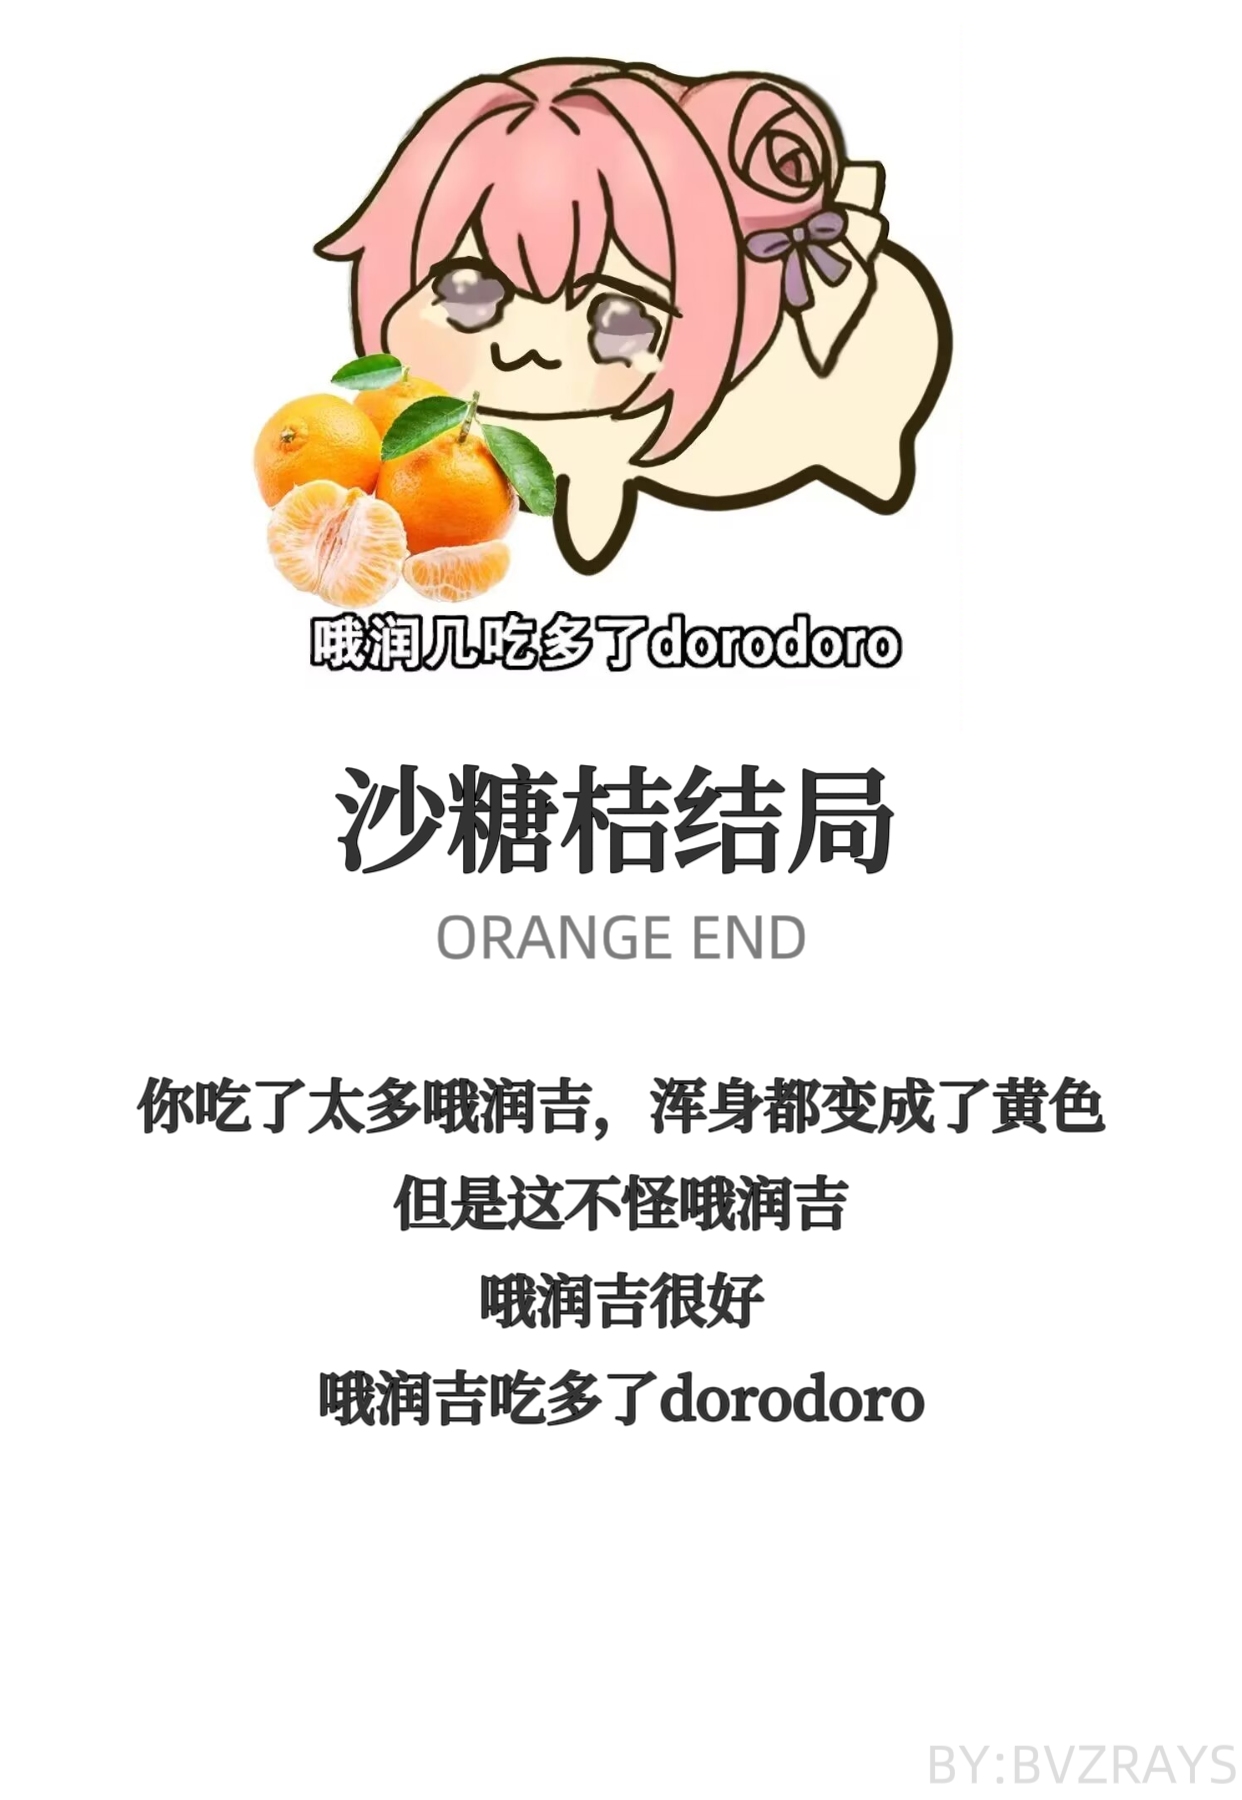 哦润几吃多了dorodoro
沙糖桔结局
ORANGE END
你吃了太多哦润吉，浑身都变成了黄色
但是这不怪哦润吉
哦润吉很好
哦润吉吃多了dorodoro
BY:BVZRAYS